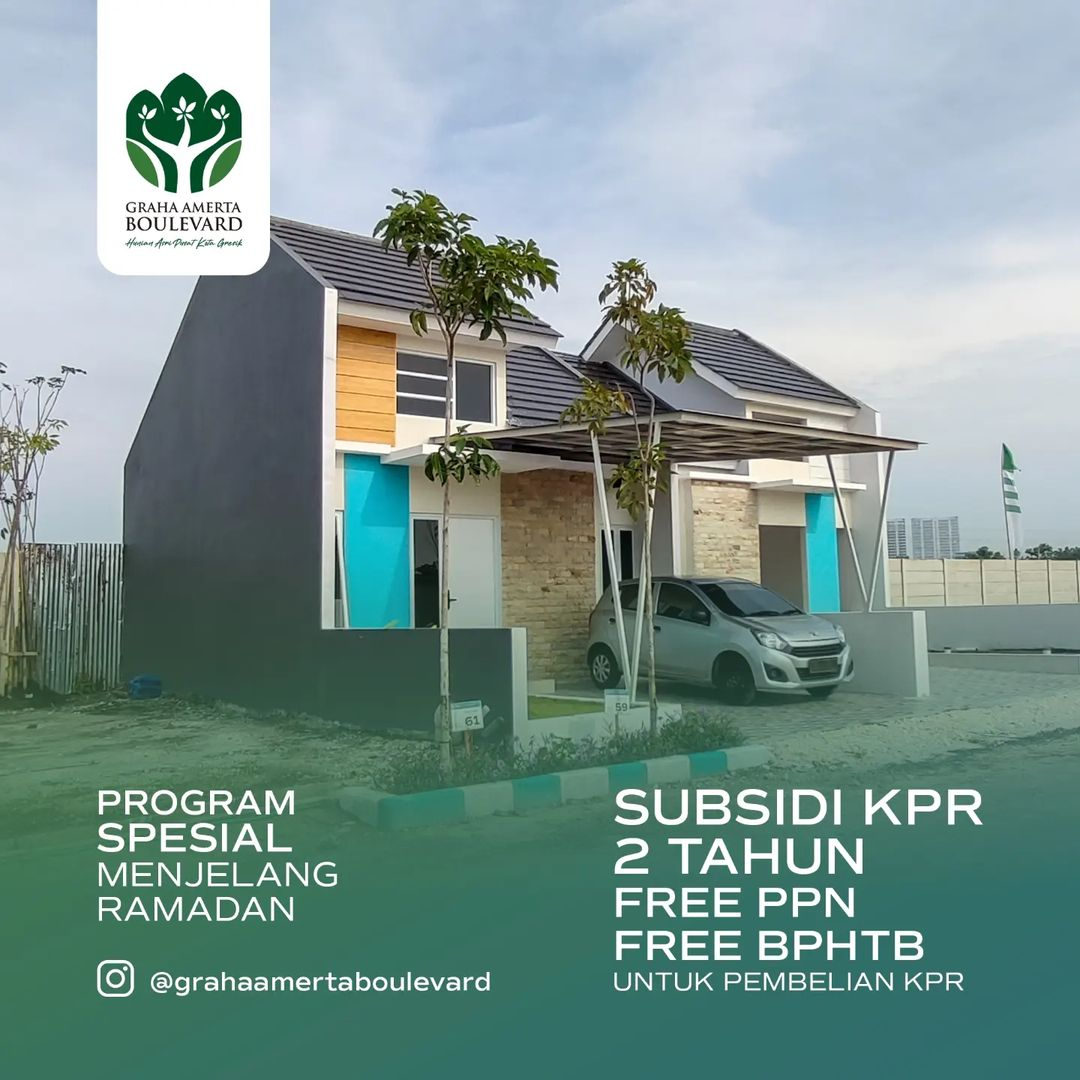 GRAHA AMERTA
BOULEVARD
Hunian Asri Pusat Kota Gresik
61
59
PROGRAM
SPESIAL
MENJELANG
RAMADAN
@grahaamertaboulevard
SUBSIDI KPR
2 TAHUN
FREE PPN
FREE BPHTB
UNTUK PEMBELIAN KPR